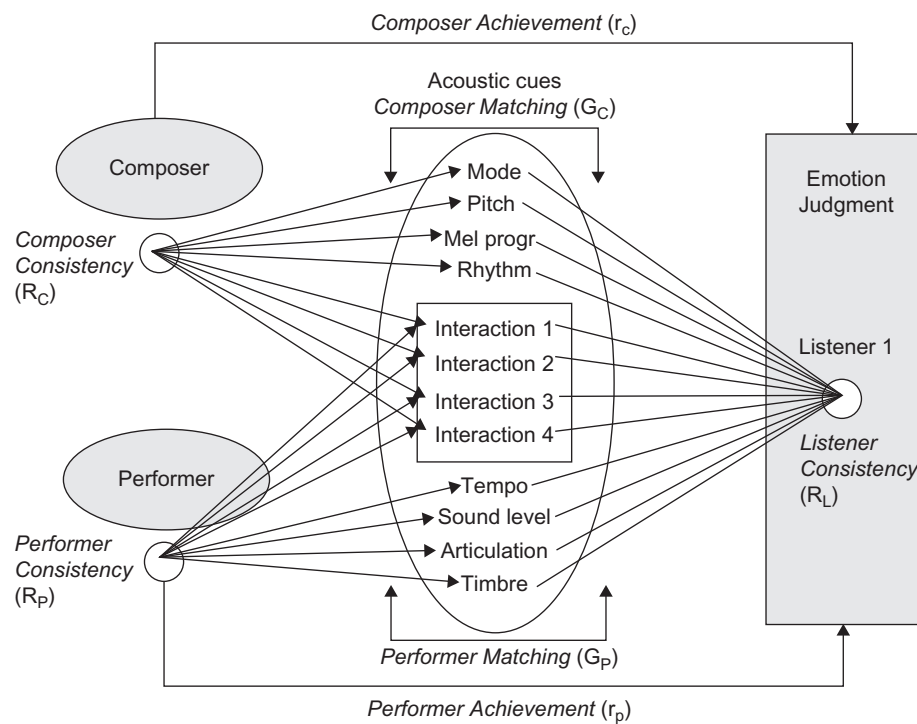 Composer Achievement (rc)
Acoustic cues
Composer Matching (GC)
Composer
Emotion
Judgment
Mode
Pitch
Mel progr
Rhythm
Composer
Consistency
(RC)
Interaction 1
Interaction 2
Interaction 3
Interaction 4
Listener 1
Listener
Consistency
(RL)
Performer
Tempo
Sound level
Articulation
Timbre
Performer
Consistency
(RP)
Performer Matching (GP)
Performer Achievement (rp)